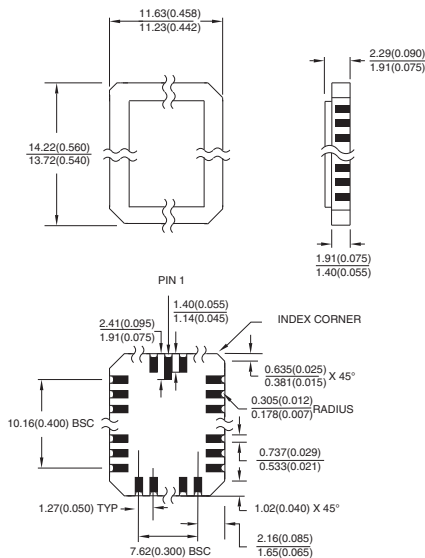 11.63(0.458)
11.23(0.442)
2.29(0.090)
1.91(0.075)
14.22(0.560)
13.72(0.540)
1.91(0.075)
1.40(0.055)
PIN 1
1.40(0.055)
1.14(0.045)
2.41(0.095)
1.91(0.075)
INDEX CORNER
0.635(0.025) X 45°
0.381(0.015)
0.305(0.012) RADIUS
0.178(0.007)
10.16(0.400) BSC
0.737(0.029)
0.533(0.021)
1.27(0.050) TYP
1.02(0.040) X 45°
2.16(0.085)
1.65(0.065)
7.62(0.300) BSC